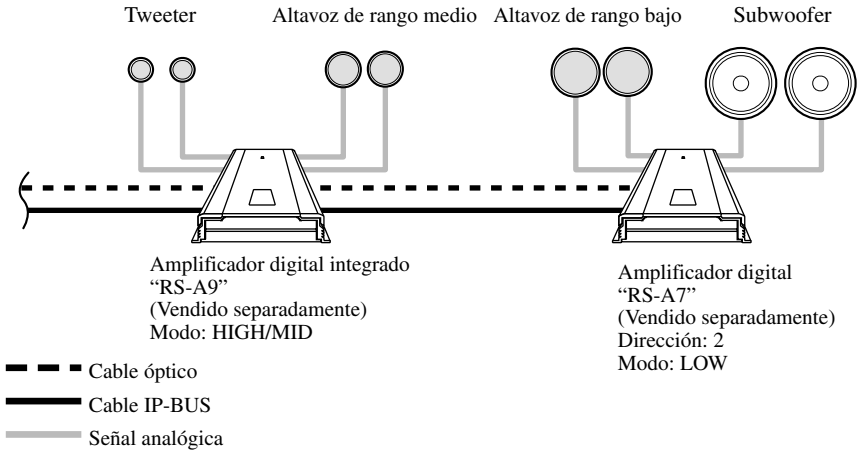 Tweeter
Altavoz de rango medio
Altavoz de rango bajo
Subwoofer
Amplificador digital integrado
“RS-A9”
(Vendido separadamente)
Modo: HIGH/MID
Amplificador digital
“RS-A7”
(Vendido separadamente)
Dirección: 2
Modo: LOW
Cable óptico
Cable IP-BUS
Señal analógica